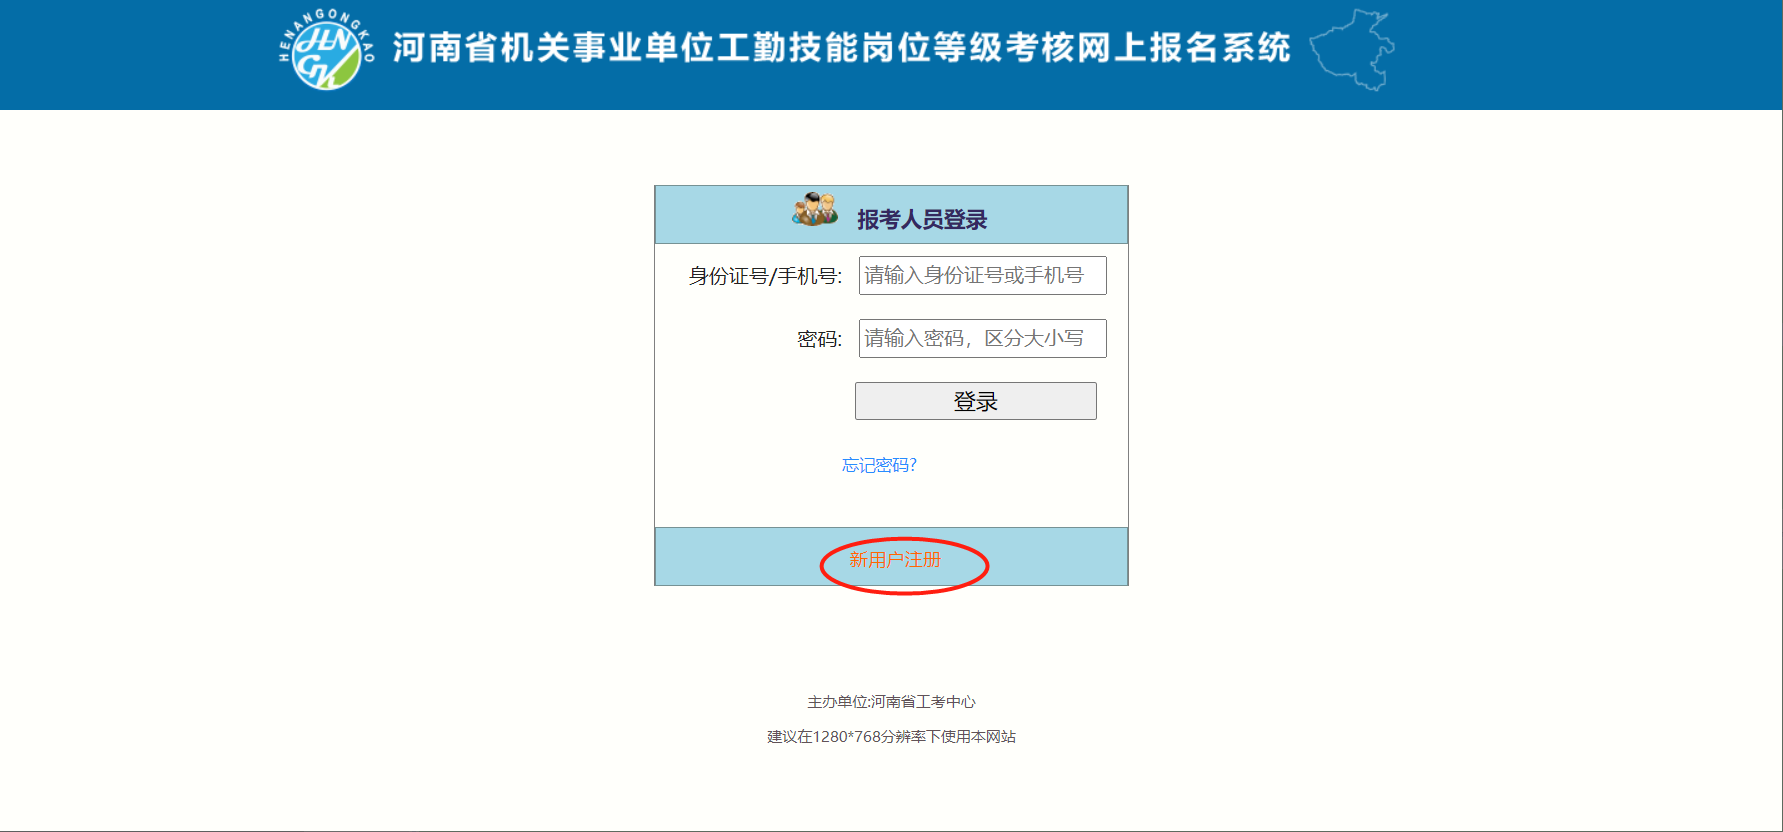 HENANGONGKAO
HN
GK
河南省机关事业单位工勤技能岗位等级考核网上报名系统
报考人员登录
身份证号/手机号: 请输入身份证号或手机号
密码: 请输入密码，区分大小写
登录
忘记密码?
新用户注册
主办单位:河南省工考中心
建议在1280*768分辨率下使用本网站